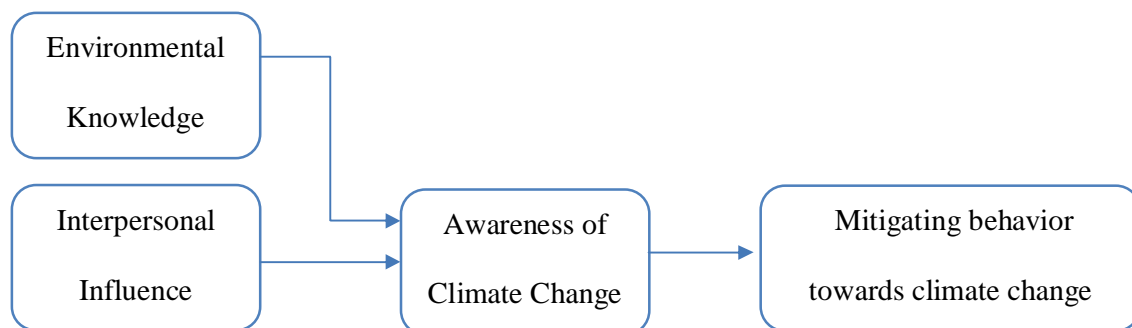 Environmental
Knowledge
Interpersonal
Influence
Awareness of
Climate Change
Mitigating behavior
towards climate change